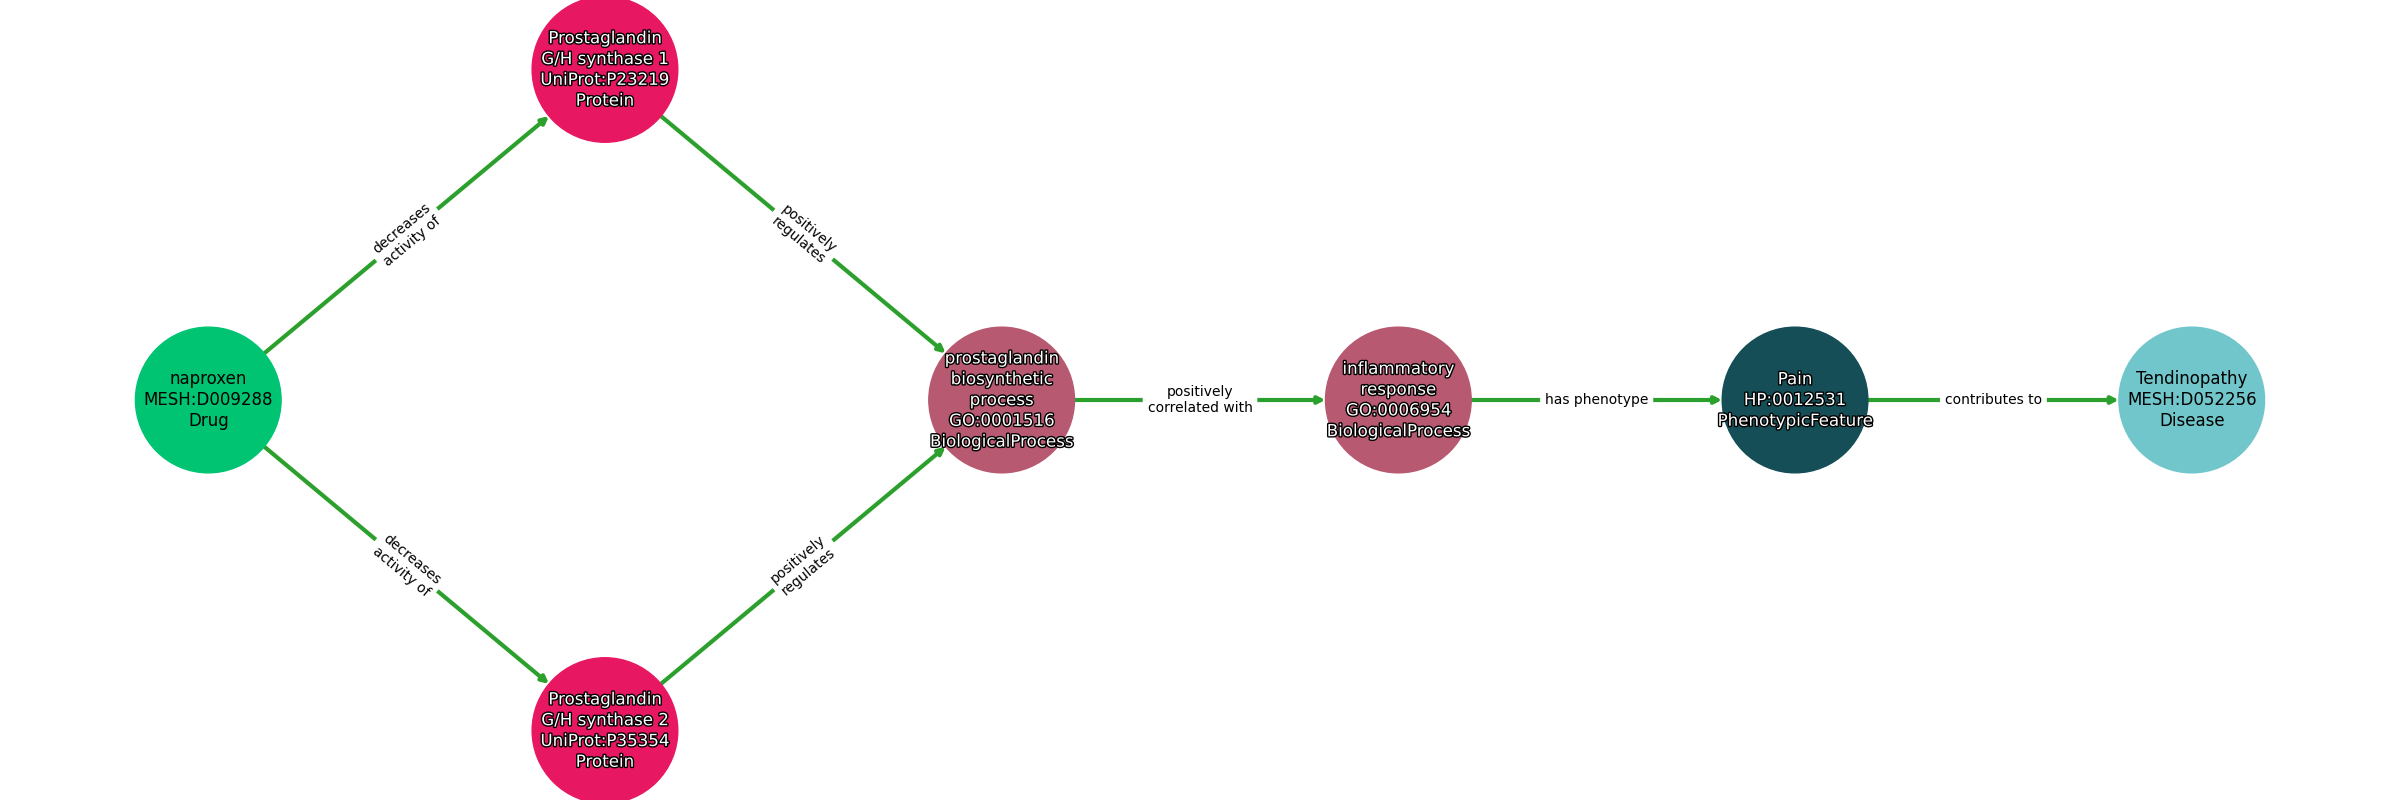 Prostaglandin
G/H synthase 1
UniProt:P23219
Protein
decreases
activity of
positively
regulates
naproxen
MESH:D009288
Drug
prostaglandin
biosynthetic
process
GO:0001516
BiologicalProcess
positively
correlated with
inflammatory
response
GO:0006954
BiologicalProcess
has phenotype
Pain
HP:0012531
PhenotypicFeature
contributes to
Tendinopathy
MESH:D052256
Disease
decreases
activity of
positively
regulates
Prostaglandin
G/H synthase 2
UniProt:P35354
Protein